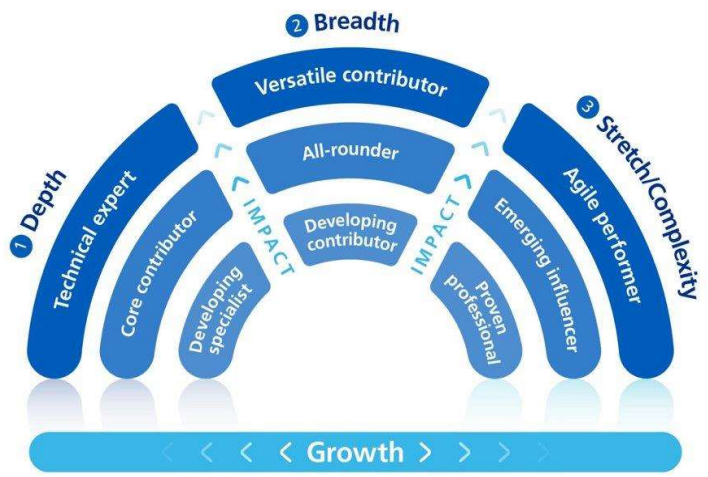 2 Breadth
Versatile contributor
All-rounder
Developing
contributor
1 Depth
Technical expert
Core contributor
Developing
specialist
IMPACT
IMPACT
3 Stretch/Complexity
Agile performer
Emerging influencer
Proven
professional
Growth